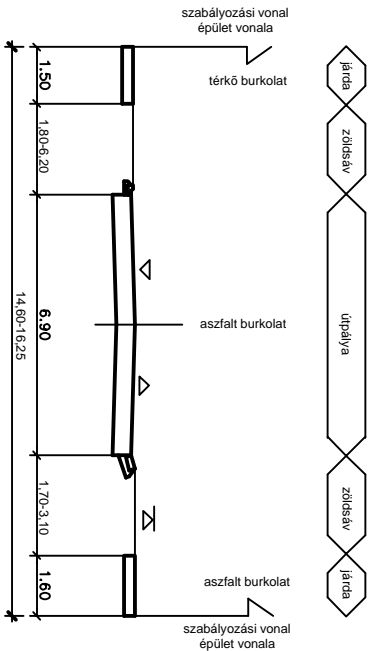 szabályozási vonal
épület vonala
térkő burkolat
aszfalt burkolat
aszfalt burkolat
szabályozási vonal
épület vonala
járda
zöldsáv
útpálya
zöldsáv
járda
1.50
1,80-6,20
6.90
1,70-3,10
1.60
14,60-16,25